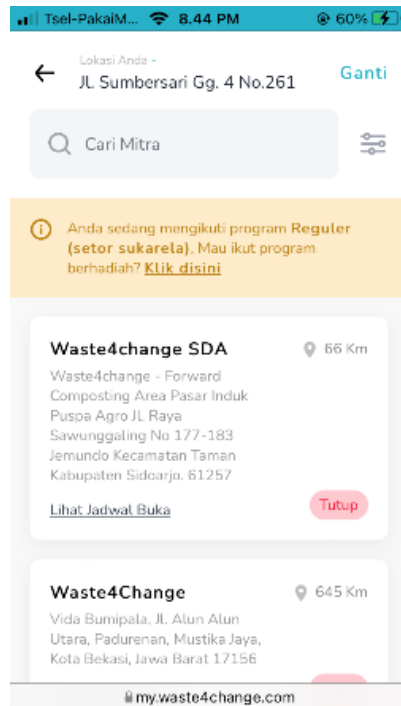 Tsel-PakaiM... 8.44 PM 60%
Lokasi Anda -
JL. Sumbersari Gg. 4 No.261
Ganti
Cari Mitra
Anda sedang mengikuti program Reguler
(setor sukarela). Mau ikut program
berhadiah? Klik disini
Waste4change SDA
66 Km
Waste4change - Forward
Composting Area Pasar Induk
Puspa Agro Jl. Raya
Sawunggaling No 177-183
Jemundo Kecamatan Taman
Kabupaten Sidoarjo. 61257
Lihat Jadwal Buka
Tutup
Waste4Change
645 Km
Vida Bumipala, Jl. Alun Alun
Utara, Padurenan, Mustika Jaya,
Kota Bekasi, Jawa Barat 17156
my.waste4change.com